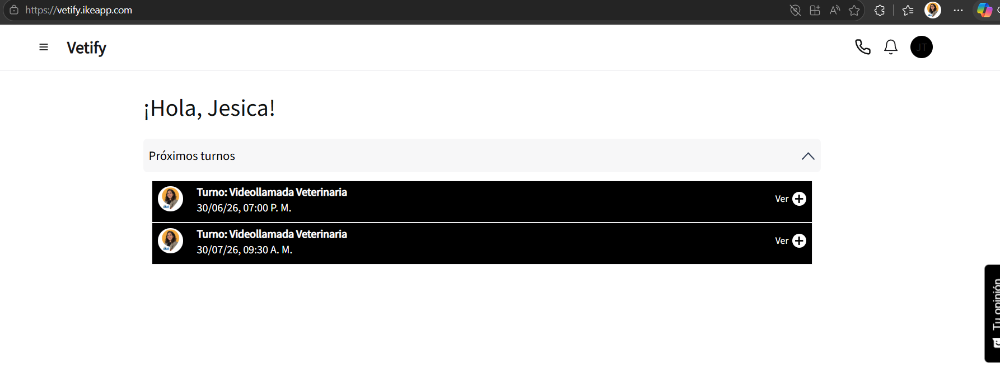 https://vetify.ikeapp.com
Vetify
JT
¡Hola, Jesica!
Próximos turnos
Turno: Videollamada Veterinaria
30/06/26, 07:00 P. M.
Ver
Turno: Videollamada Veterinaria
30/07/26, 09:30 A. M.
Ver
Tu opinión